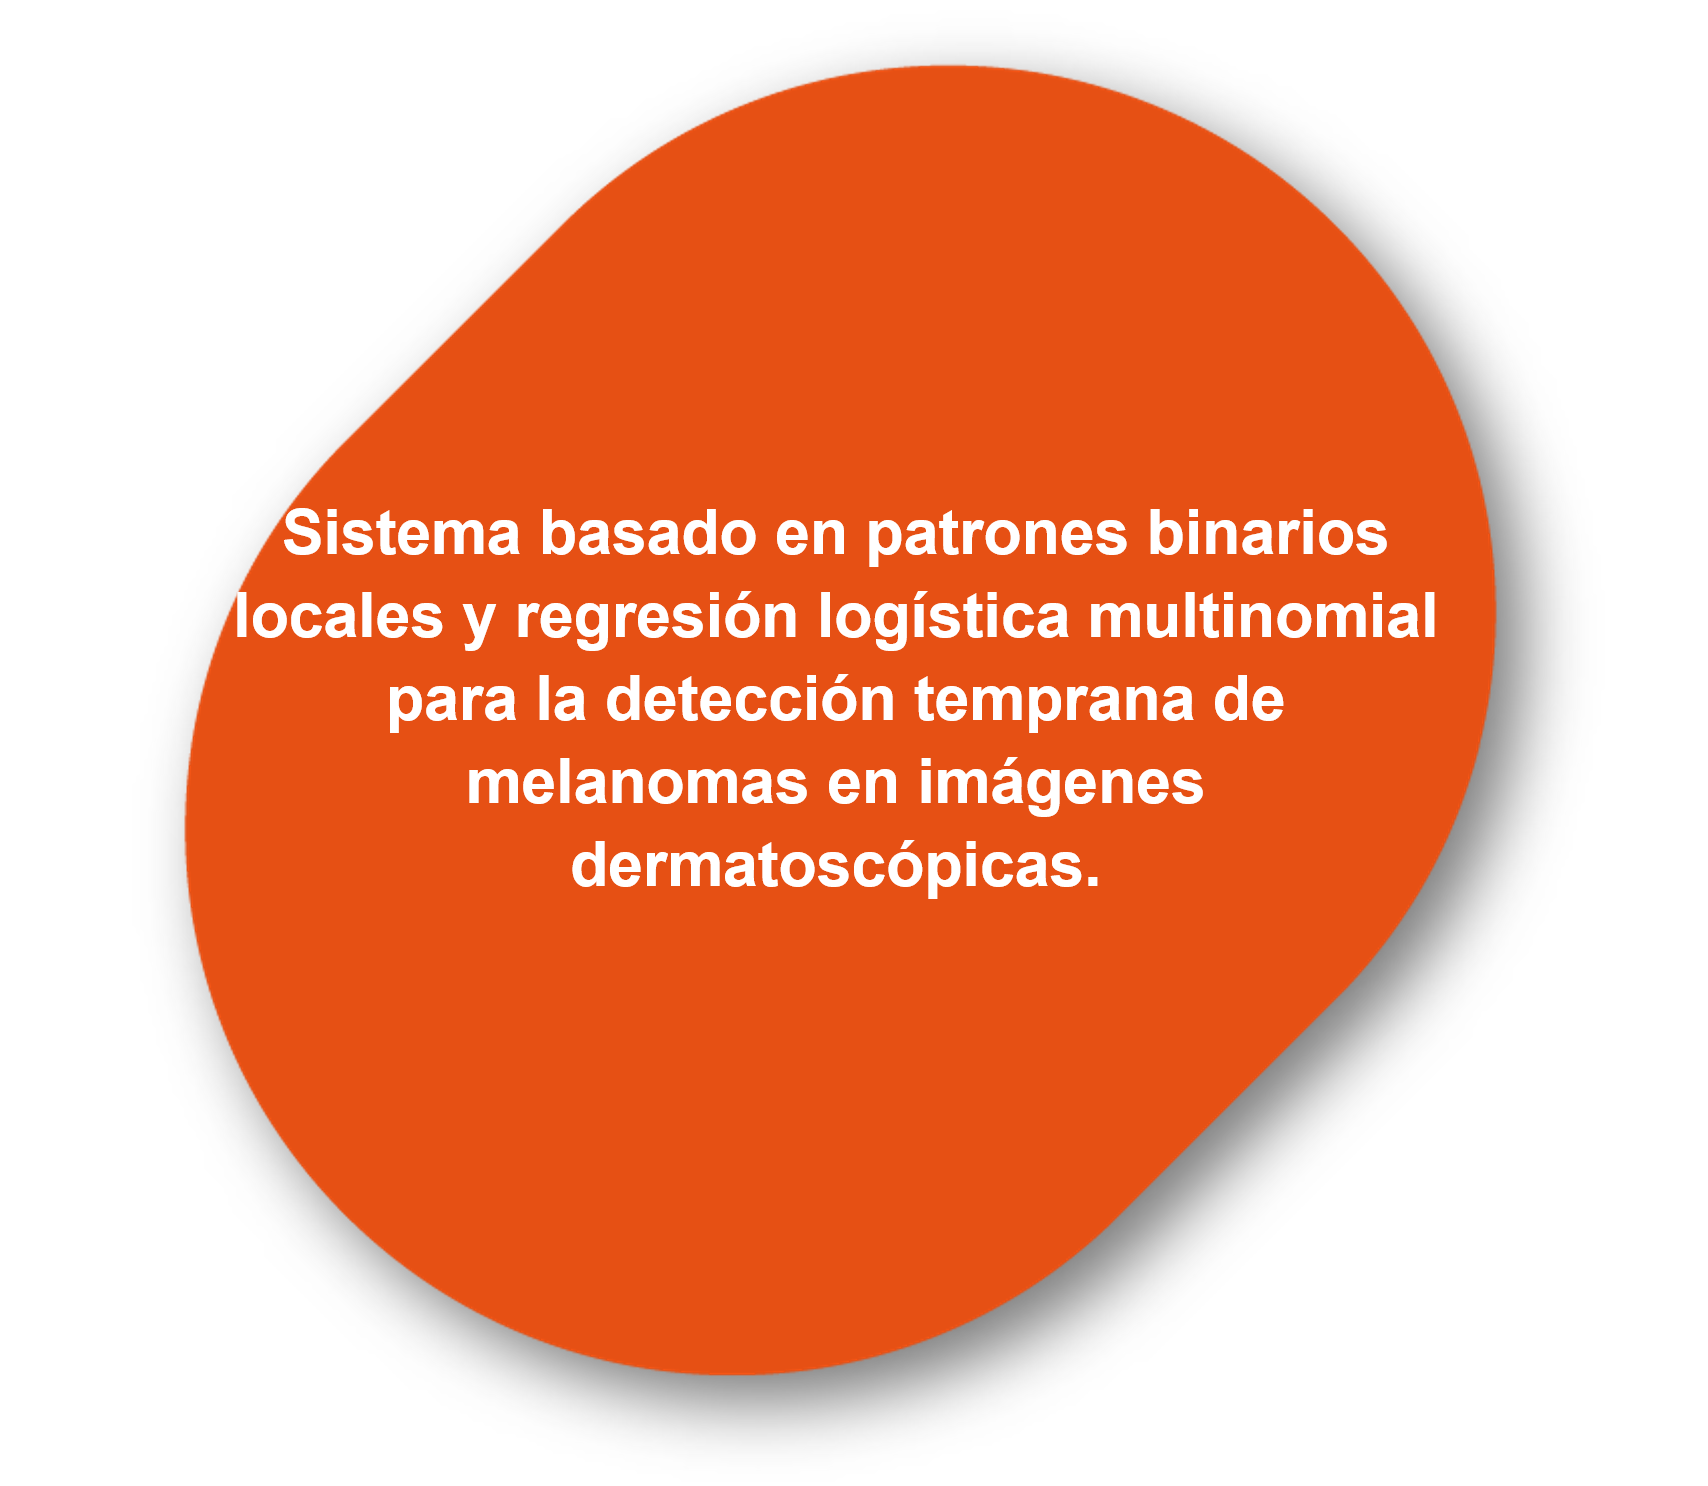 Sistema basado en patrones binarios
locales y regresión logística multinomial
para la detección temprana de
melanomas en imágenes
dermatoscópicas.